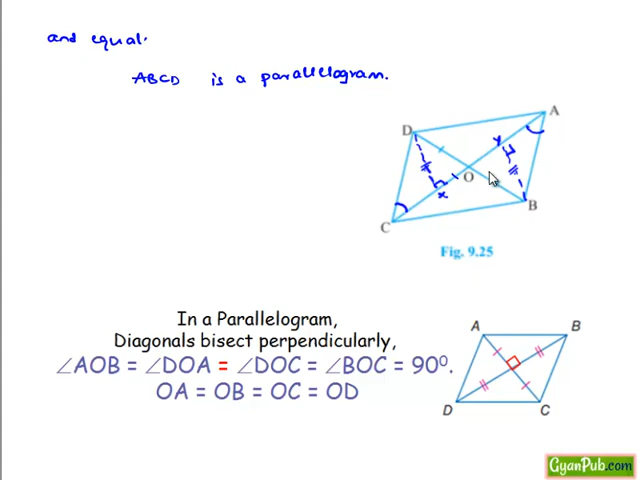 and equal.
ABCD is a parallelogram.
A
D
Y
O
X
B
C
Fig. 9.25
In a Parallelogram,
Diagonals bisect perpendicularly,
∠AOB = ∠DOA = ∠DOC = ∠BOC = 90⁰.
OA = OB = OC = OD
A B
D C
GyanPub.com